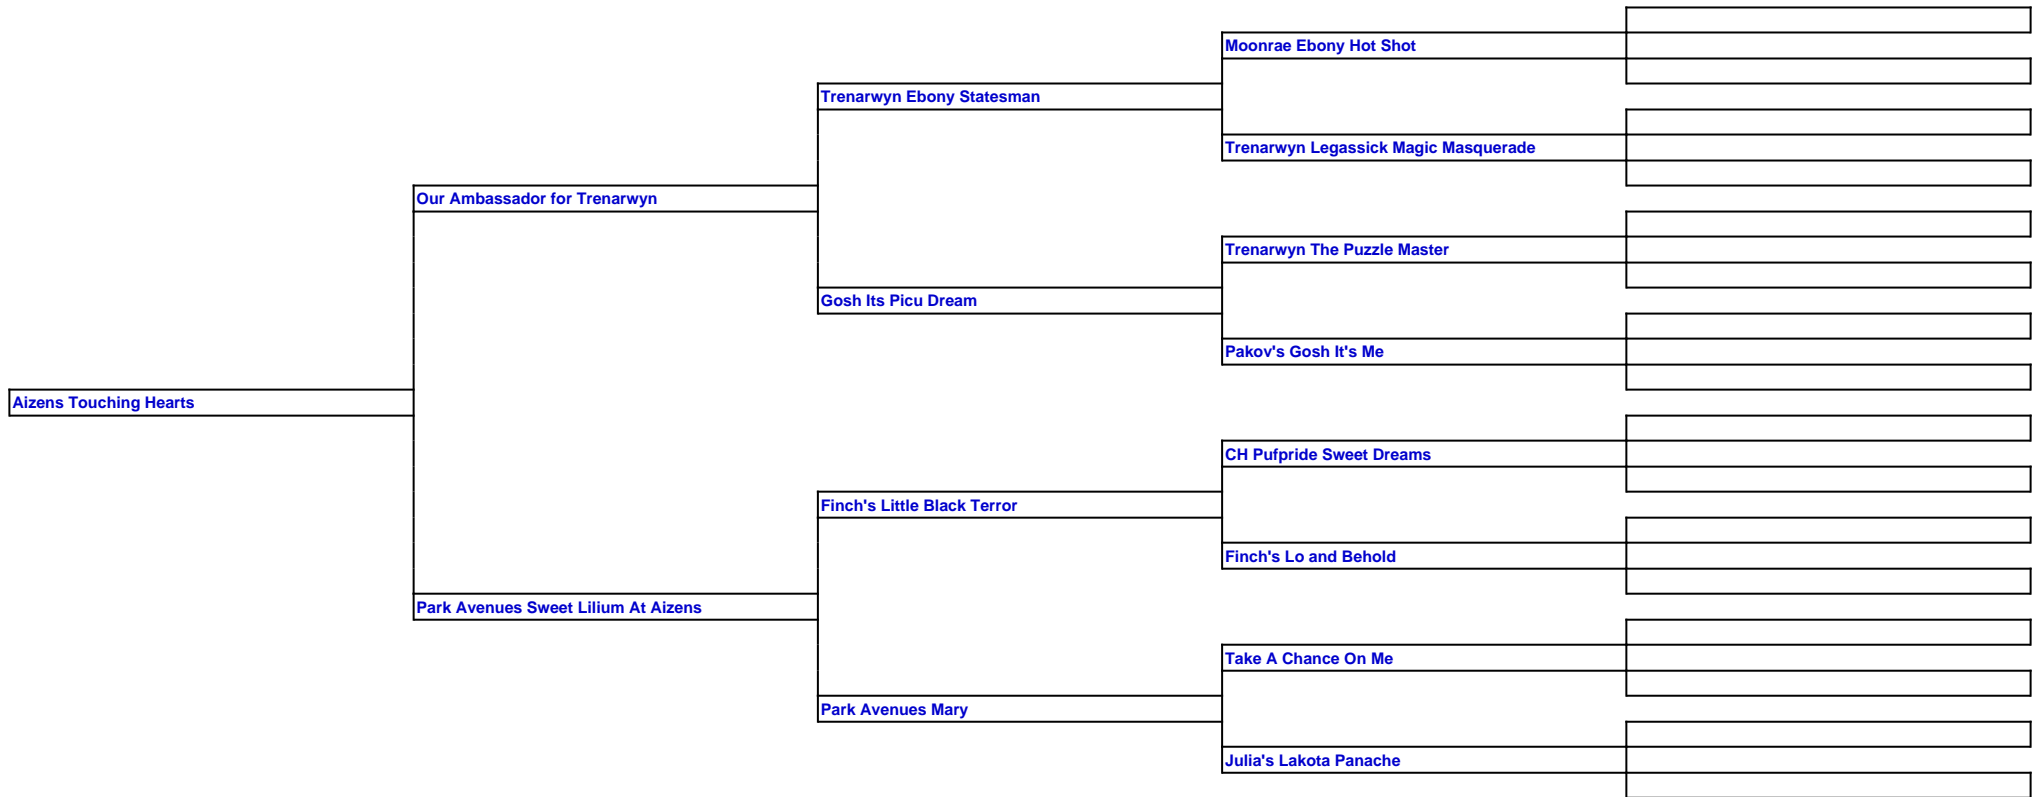 Moonrae Ebony Hot Shot
Trenarwyn Ebony Statesman
Trenarwyn Legassick Magic Masquerade
Our Ambassador for Trenarwyn
Trenarwyn The Puzzle Master
Gosh Its Picu Dream
Pakov's Gosh It's Me
Aizens Touching Hearts
CH Pufpride Sweet Dreams
Finch's Little Black Terror
Finch's Lo and Behold
Park Avenues Sweet Lilium At Aizens
Take A Chance On Me
Park Avenues Mary
Julia's Lakota Panache